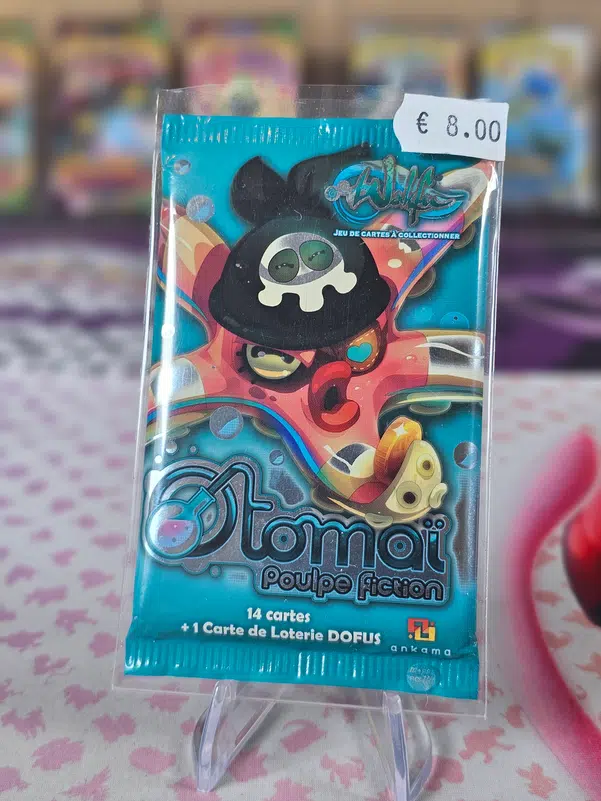 € 8.00
Wakfu
JEU DE CARTES À COLLECTIONNER
Otomaï
Poulpe fiction
14 cartes
+ 1 Carte de Loterie DOFUS
ankama